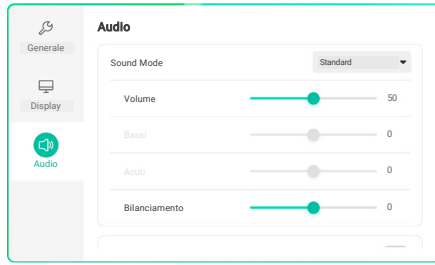 Audio
Generale
Sound Mode Standard
Volume 50
Display
Bassi 0
Audio
Acuti 0
Bilanciamento 0